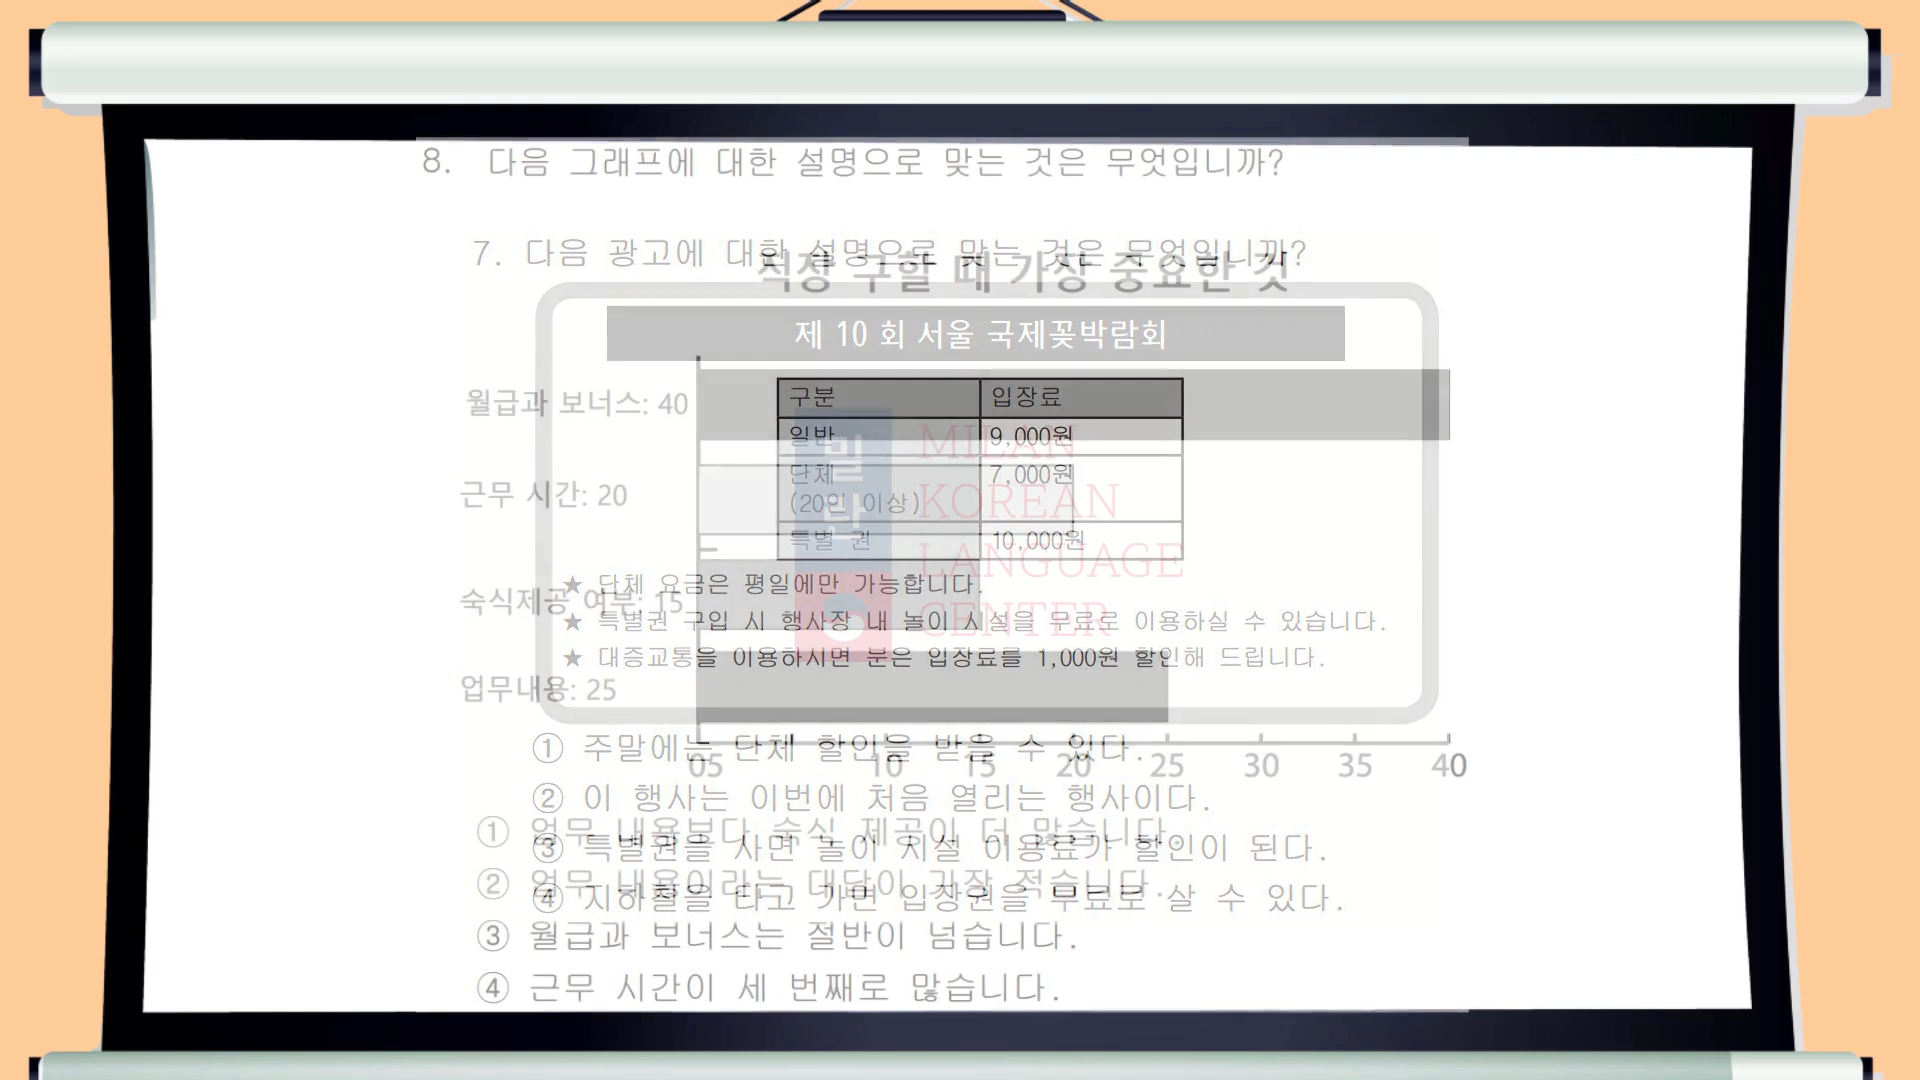 8. 다음 그래프에 대한 설명으로 맞는 것은 무엇입니까?
7. 다음 광고에 대한 설명으로 맞는 것은 무엇입니까?
직장 구할 때 가장 중요한 것
제 10 회 서울 국제꽃박람회
구분 입장료
일반 9,000원
단체 7,000원
(20인 이상)
특별 권 10,000원
밀란
MILAN
KOREAN
LANGUAGE
CENTER
월급과 보너스: 40
근무 시간: 20
숙식제공 여부: 15
업무내용: 25
★ 단체 요금은 평일에만 가능합니다.
★ 특별권 구입 시 행사장 내 놀이 시설을 무료로 이용하실 수 있습니다.
★ 대증교통을 이용하시면 분은 입장료를 1,000원 할인해 드립니다.
05 10 15 20 25 30 35 40
① 주말에는 단체 할인을 받을 수 있다.
② 이 행사는 이번에 처음 열리는 행사이다.
③ 특별권을 사면 놀이 시설 이용료가 할인이 된다.
④ 지하철을 타고 가면 입장권을 무료로 살 수 있다.
① 업무 내용보다 숙식 제공이 더 많습니다.
② 업무 내용이라는 대답이 가장 적습니다.
③ 월급과 보너스는 절반이 넘습니다.
④ 근무 시간이 세 번째로 많습니다.